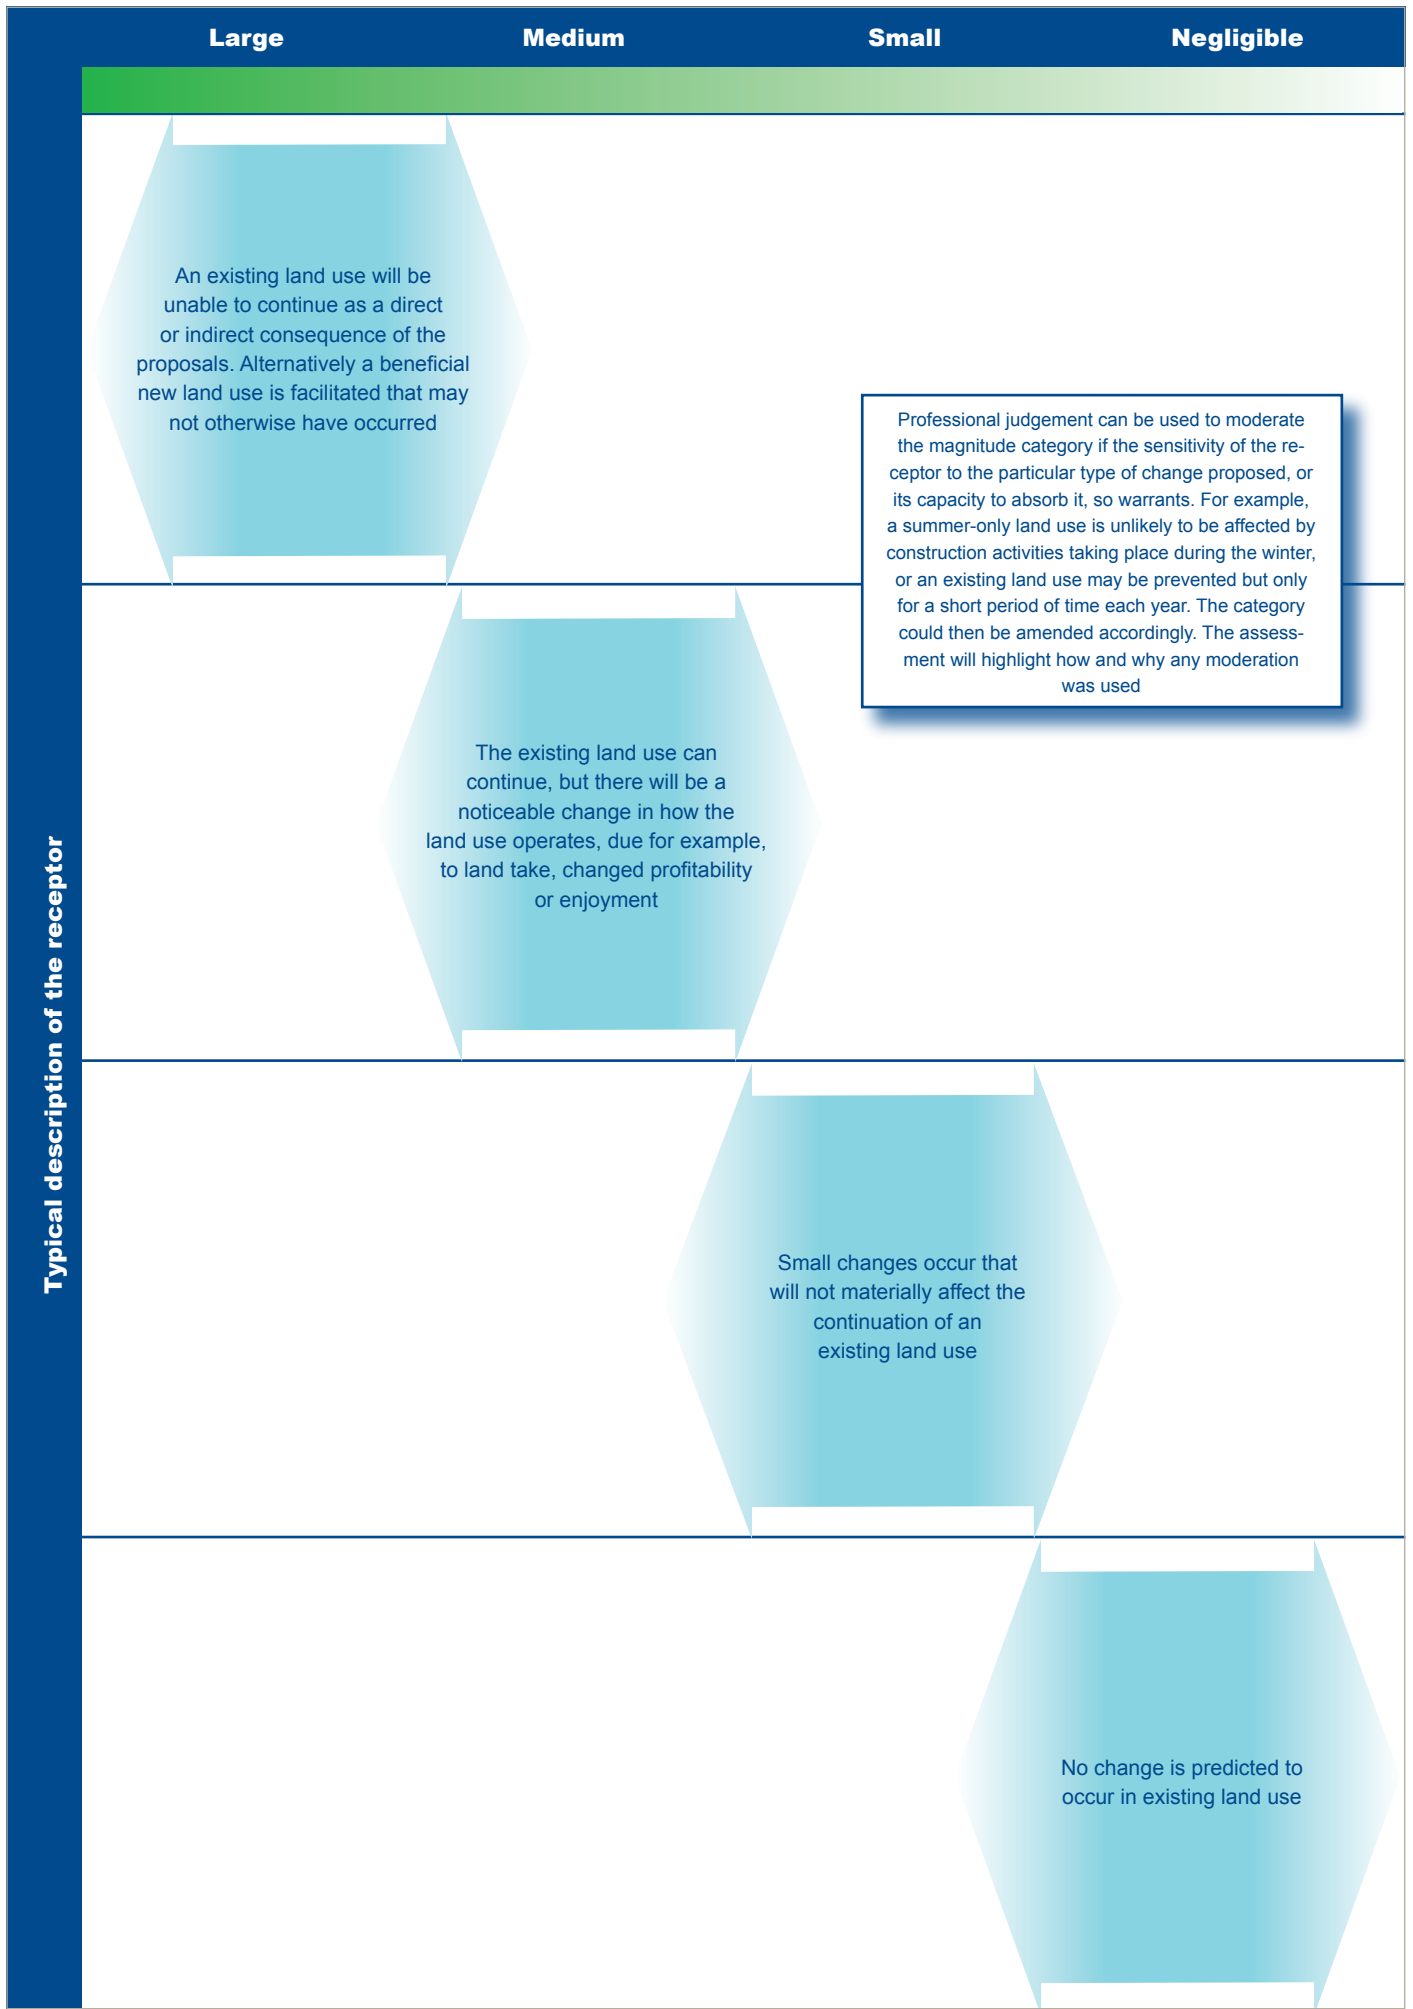 Large
Medium
Small
Negligible
Typical description of the receptor
An existing land use will be
unable to continue as a direct
or indirect consequence of the
proposals. Alternatively a beneficial
new land use is facilitated that may
not otherwise have occurred
Professional judgement can be used to moderate
the magnitude category if the sensitivity of the re-
ceptor to the particular type of change proposed, or
its capacity to absorb it, so warrants. For example,
a summer-only land use is unlikely to be affected by
construction activities taking place during the winter,
or an existing land use may be prevented but only
for a short period of time each year. The category
could then be amended accordingly. The assess-
ment will highlight how and why any moderation
was used
The existing land use can
continue, but there will be a
noticeable change in how the
land use operates, due for example,
to land take, changed profitability
or enjoyment
Small changes occur that
will not materially affect the
continuation of an
existing land use
No change is predicted to
occur in existing land use